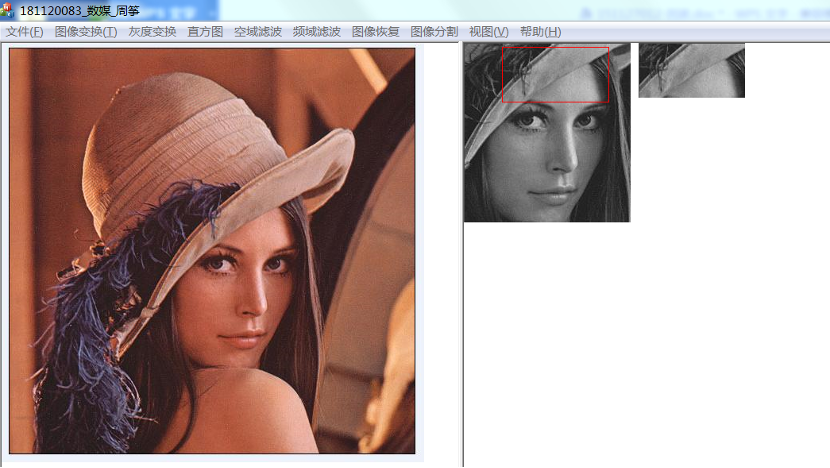 181120083_数媒_周筝
文件(F) 图像变换(T) 灰度变换 直方图 空域滤波 频域滤波 图像恢复 图像分割 视图(V) 帮助(H)